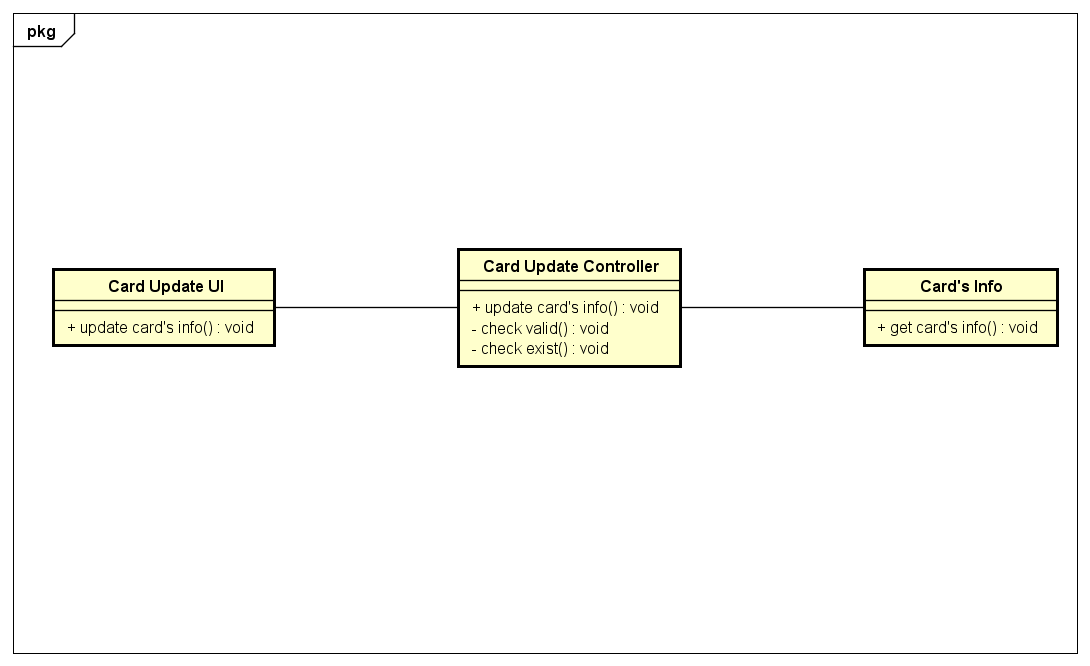 pkg
Card Update UI
+ update card's info() : void
Card Update Controller
+ update card's info() : void
- check valid() : void
- check exist() : void
Card's Info
+ get card's info() : void